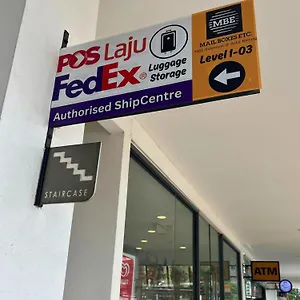 POS Laju
FedEx®
Luggage
Storage
Authorised ShipCentre
MBE
MAIL BOXES ETC.
Level 1-03
STAIRCASE
ATM